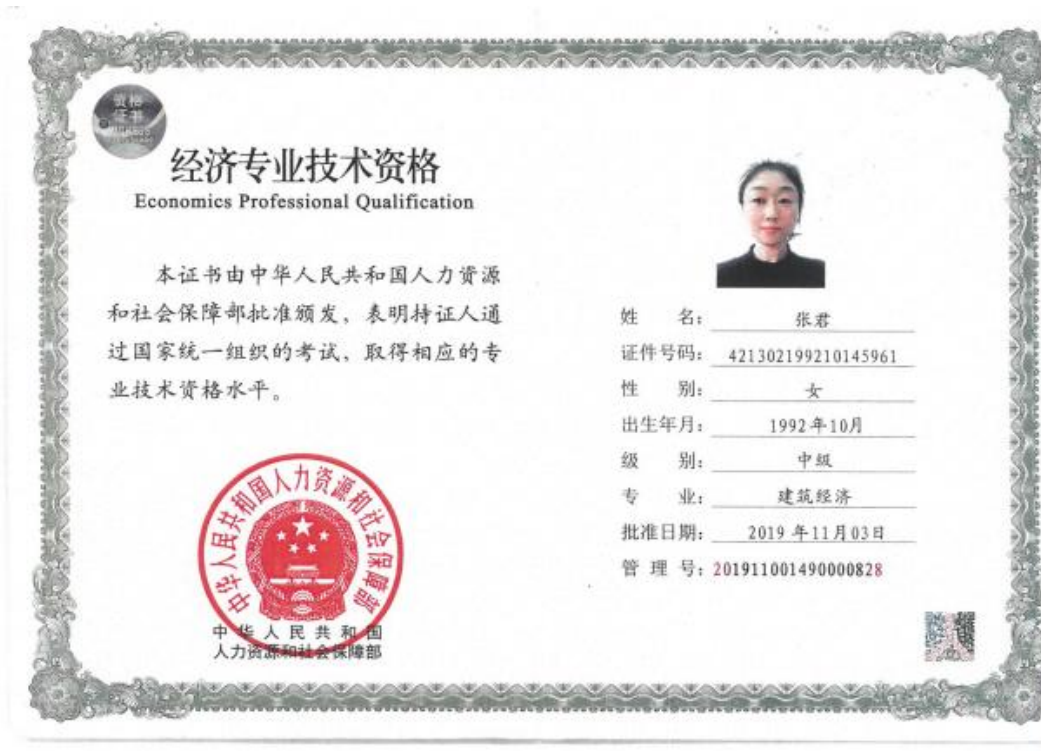 资格
证书
经济专业技术资格
Economics Professional Qualification
本证书由中华人民共和国人力资源
和社会保障部批准颁发，表明持证人通
过国家统一组织的考试，取得相应的专
业技术资格水平。
中华人民共和国人力资源和社会保障部
中华人民共和国
人力资源和社会保障部
姓 名： 张君
证件号码： 421302199210145961
性 别： 女
出生年月： 1992年10月
级 别： 中级
专 业： 建筑经济
批准日期： 2019年11月03日
管 理 号： 201911001490000828